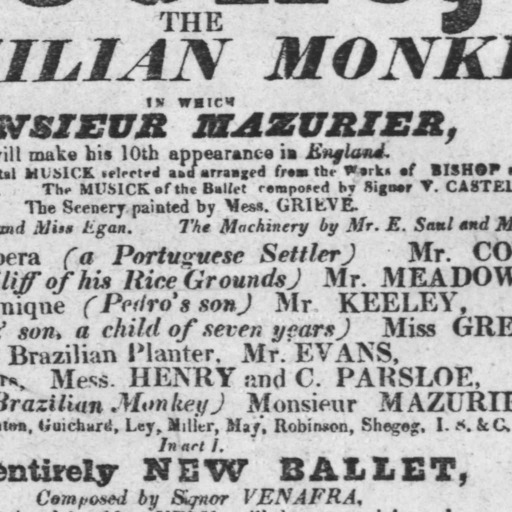 THE
ILIAN MONKE
IN WHICH
NSIEUR MAZURIER,
will make his 10th appearance in England.
tal MUSICK selected and arranged from the Works of BISHOP
The MUSICK of the Ballet composed by Signor V. CASTEL
The Scenery painted by Mess. GRIEVE.
and Miss Egan. The Machinery by Mr. E. Saul and M
bera (a Portuguese Settler) Mr. CO
liff of his Rice Grounds) Mr. MEADOW
nique (Pedro's son) Mr. KEELEY,
son, a child of seven years) Miss GRE
Brazilian Planter, Mr. EVANS,
rs, Mess. HENRY and C. PARSLOE,
Brazilian Monkey) Monsieur MAZURIE
nton, Guichard, Ley, Miller, May, Robinson, Shegog, I. S. & C.
In act I.
entirely NEW BALLET,
Composed by Signor VENAFRA,